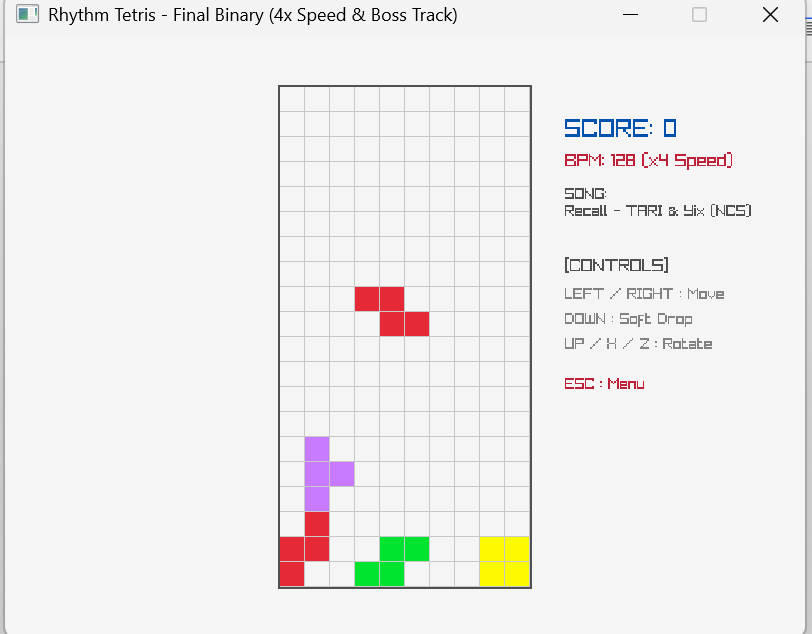 Rhythm Tetris - Final Binary (4x Speed & Boss Track)
SCORE: 0
BPM: 128 (x4 Speed)
SONG:
Recall - TARI & Yix (NCS)
[CONTROLS]
LEFT / RIGHT : Move
DOWN : Soft Drop
UP / X / Z : Rotate
ESC : Menu